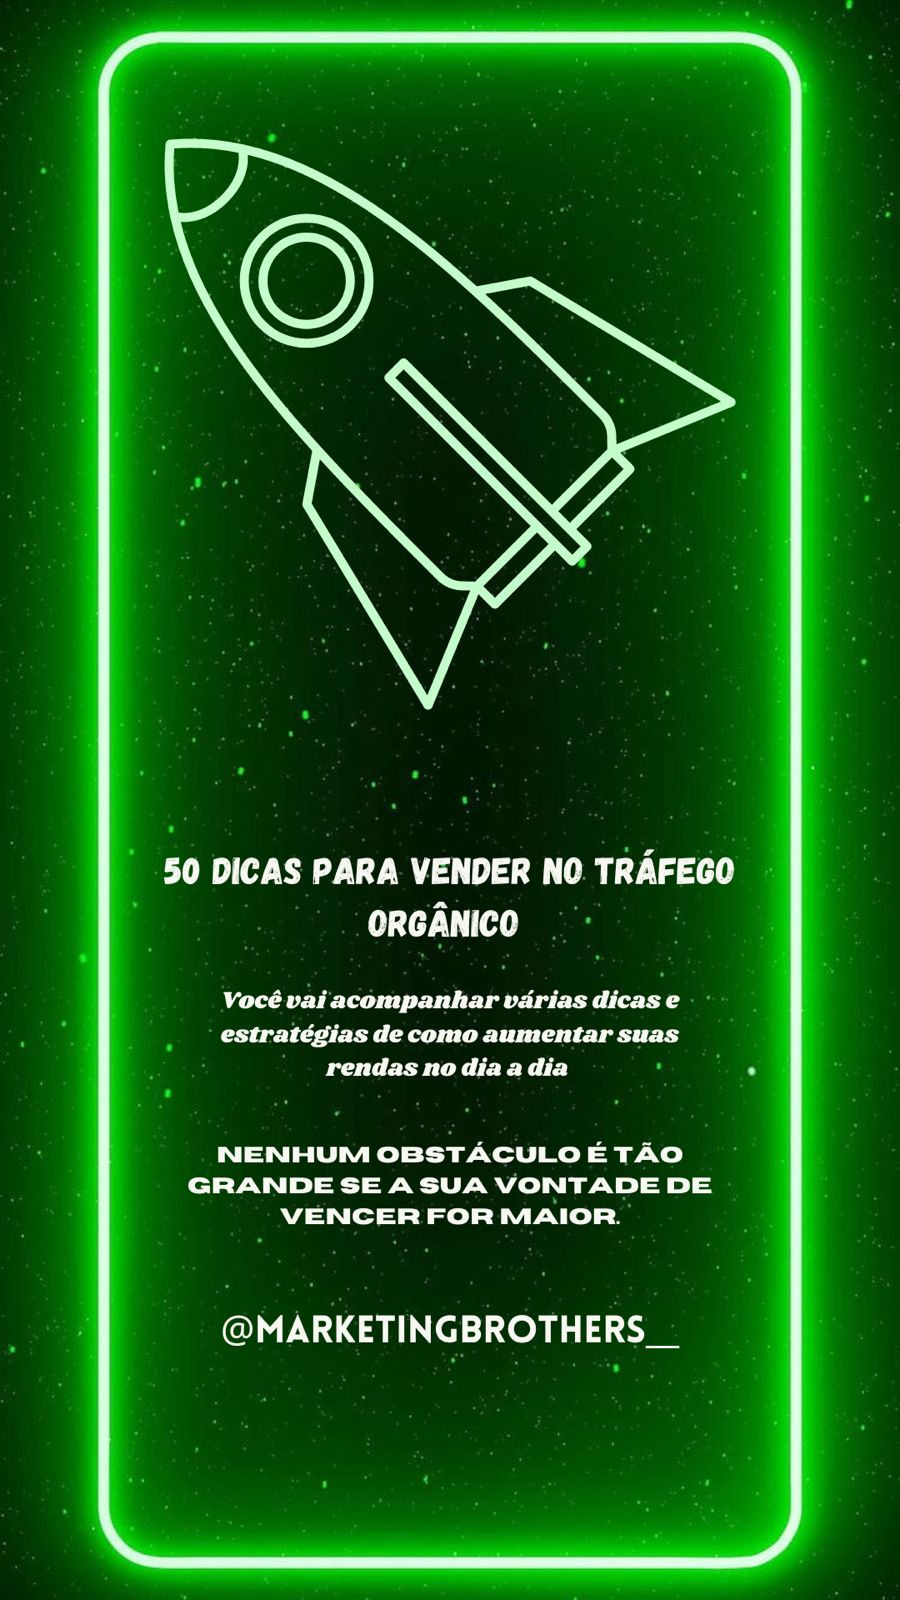 50 DICAS PARA VENDER NO TRÁFEGO
ORGÂNICO
Você vai acompanhar várias dicas e
estratégias de como aumentar suas
rendas no dia a dia
NENHUM OBSTÁCULO É TÃO
GRANDE SE A SUA VONTADE DE
VENCER FOR MAIOR.
@MARKETINGBROTHERS__